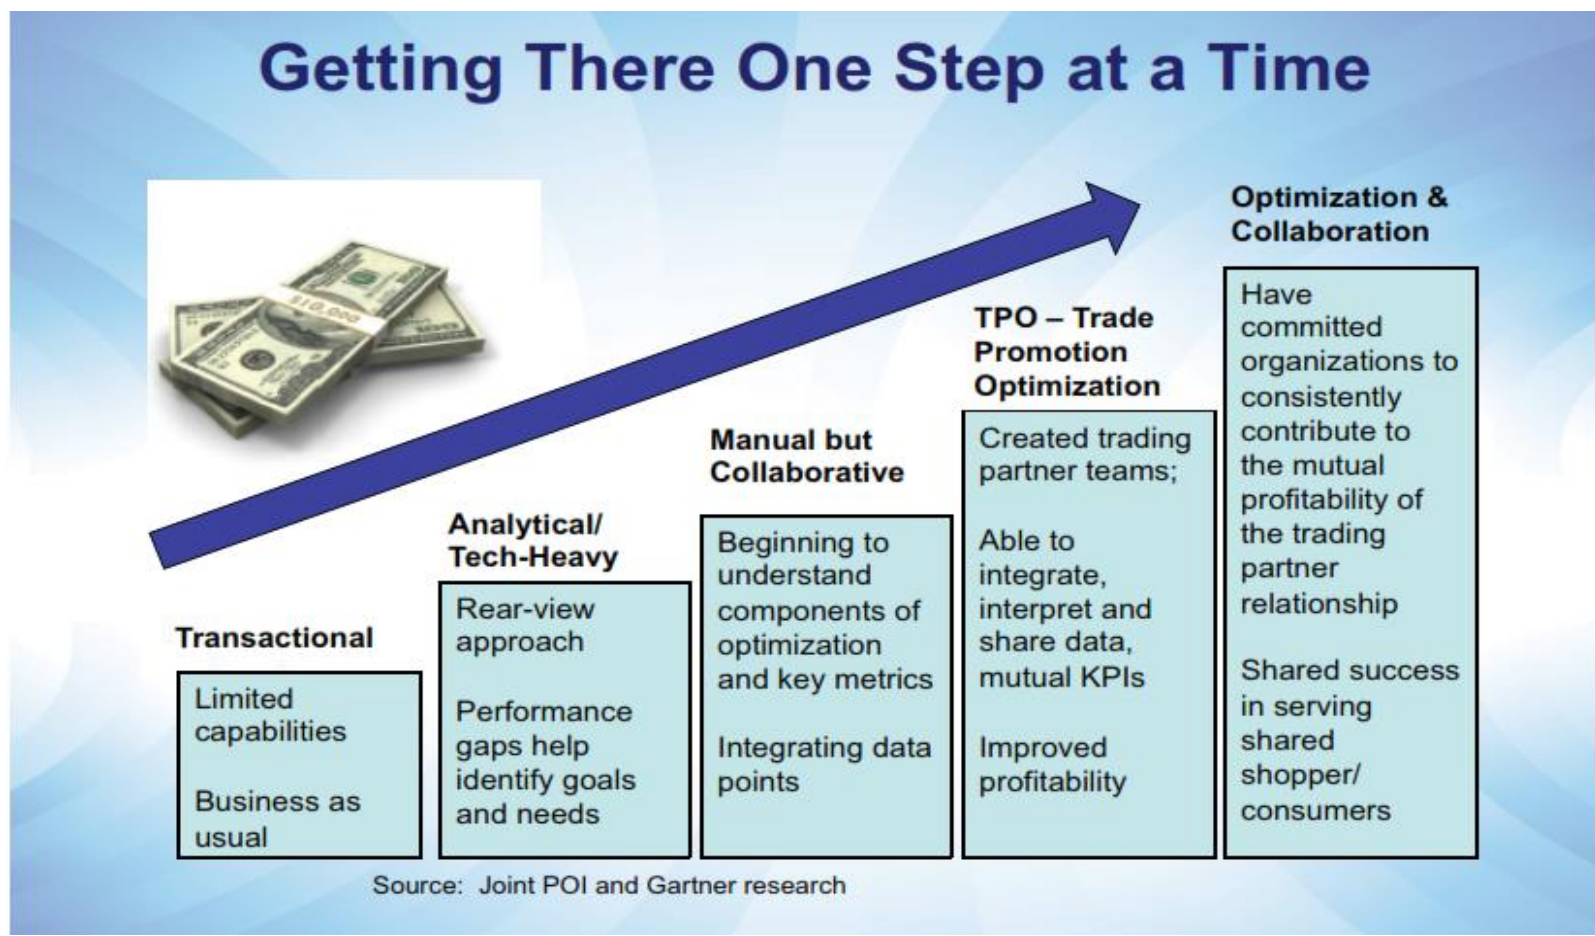 Getting There One Step at a Time
$10,000
Transactional
Limited
capabilities
Business as
usual
Analytical/
Tech-Heavy
Rear-view
approach
Performance
gaps help
identify goals
and needs
Manual but
Collaborative
Beginning to
understand
components of
optimization
and key metrics
Integrating data
points
TPO – Trade
Promotion
Optimization
Created trading
partner teams;
Able to
integrate,
interpret and
share data,
mutual KPIs
Improved
profitability
Optimization &
Collaboration
Have
committed
organizations to
consistently
contribute to
the mutual
profitability of
the trading
partner
relationship
Shared success
in serving
shared
shopper/
consumers
Source: Joint POI and Gartner research